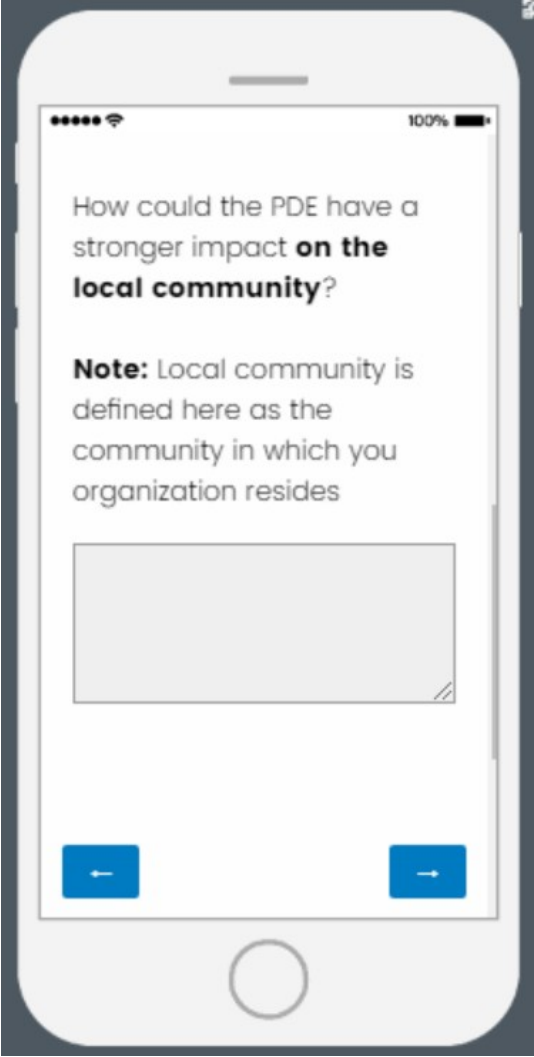 100%
How could the PDE have a
stronger impact on the
local community?
Note: Local community is
defined here as the
community in which you
organization resides
←
→